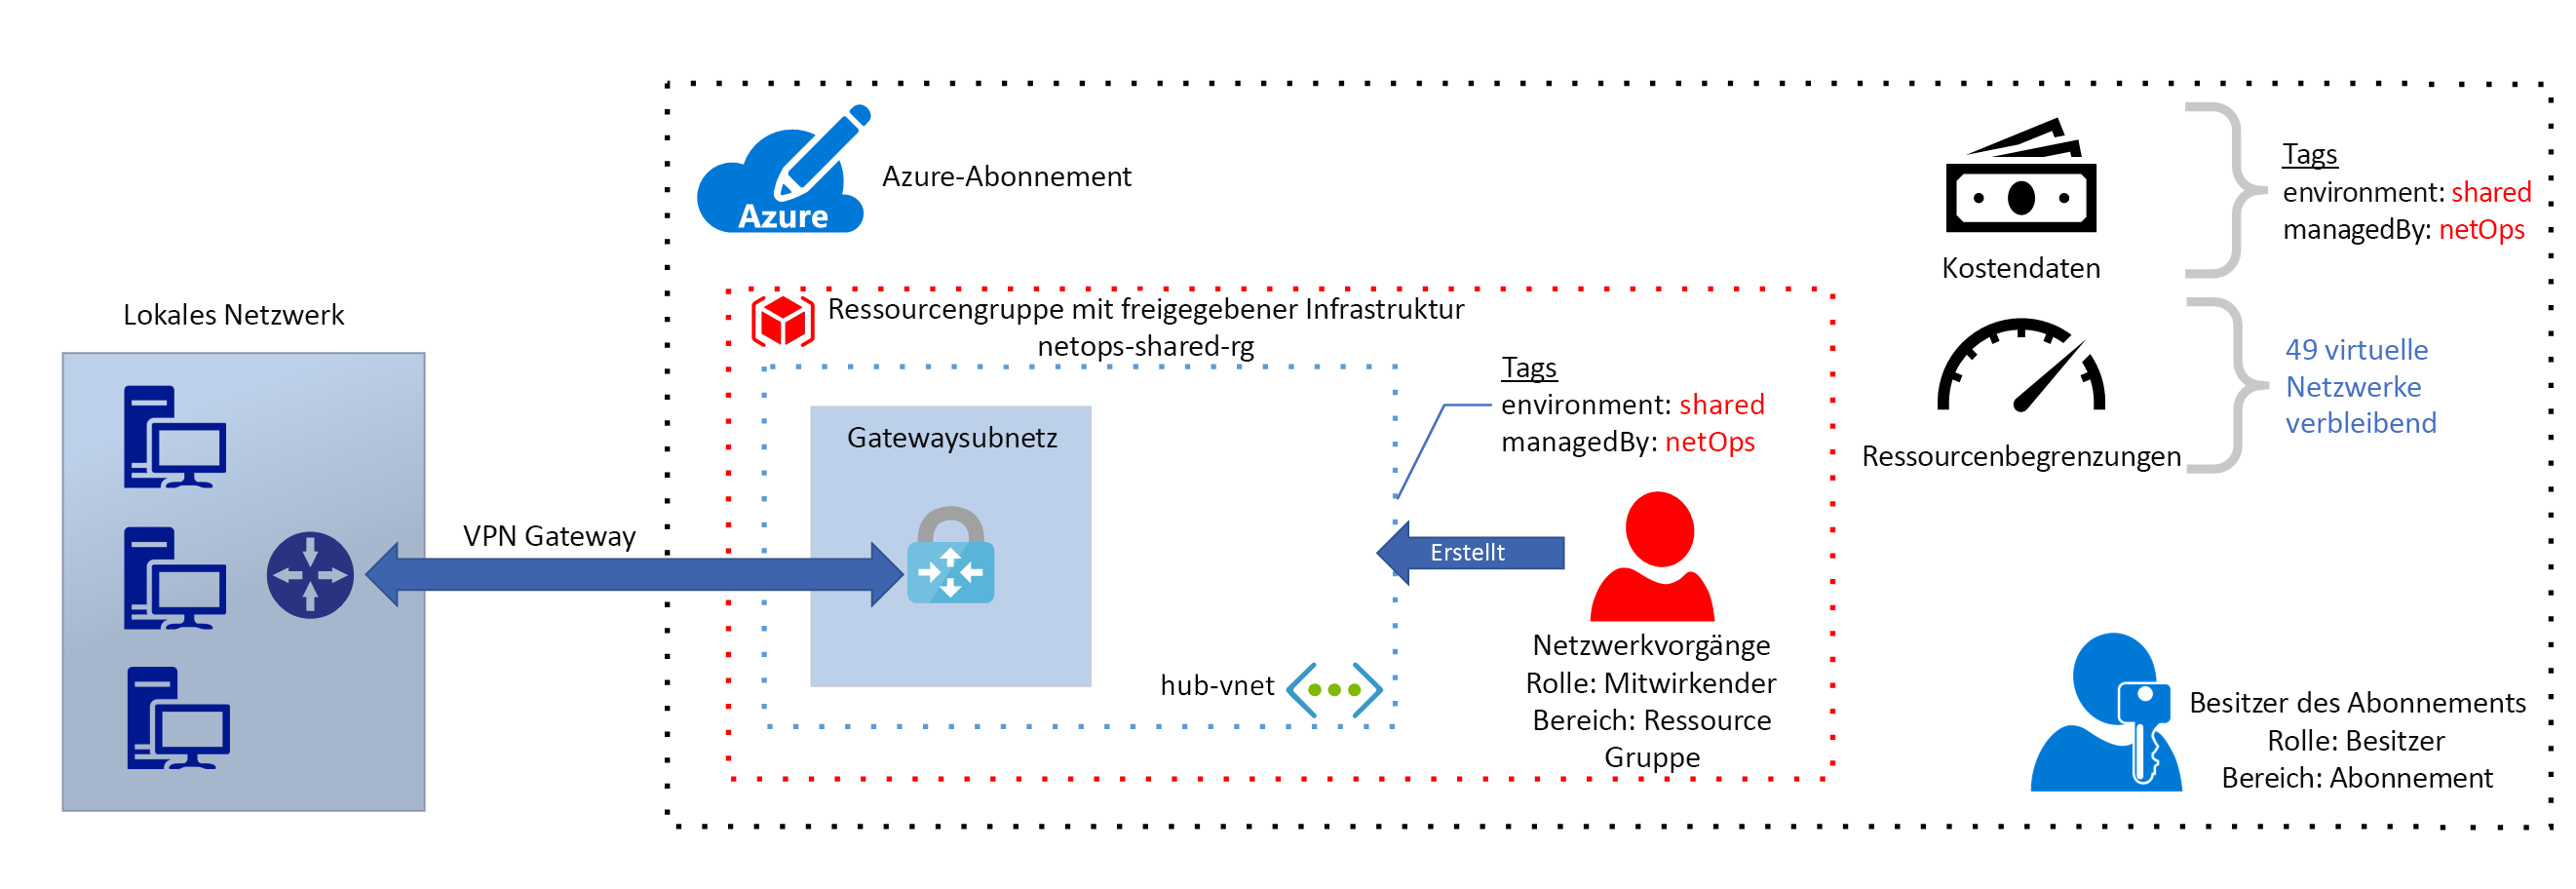 Azure
Azure-Abonnement
Kostendaten
Tags
environment: shared
managedBy: netOps
Lokales Netzwerk
Ressourcengruppe mit freigegebener Infrastruktur
netops-shared-rg
Tags
environment: shared
managedBy: netOps
49 virtuelle
Netzwerke
verbleibend
Ressourcenbegrenzungen
Gatewaysubnetz
VPN Gateway
Erstellt
hub-vnet
Netzwerkvorgänge
Rolle: Mitwirkender
Bereich: Ressource
Gruppe
Besitzer des Abonnements
Rolle: Besitzer
Bereich: Abonnement